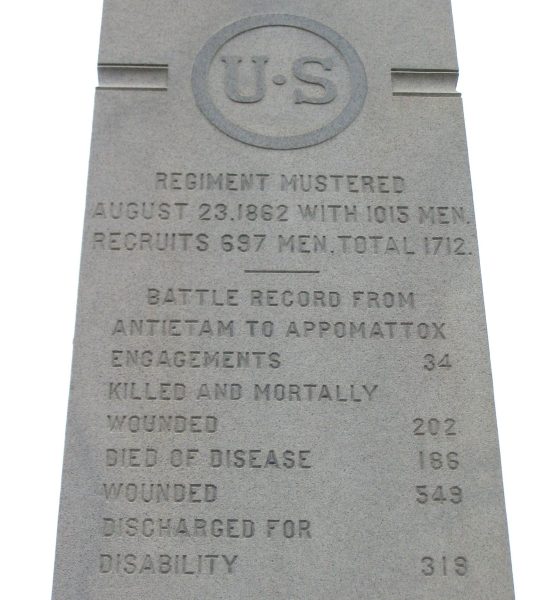 U·S
REGIMENT MUSTERED
AUGUST 23.1862 WITH 1015 MEN.
RECRUITS 697 MEN, TOTAL 1712.
BATTLE RECORD FROM
ANTIETAM TO APPOMATTOX
ENGAGEMENTS 34
KILLED AND MORTALLY
WOUNDED 202
DIED OF DISEASE 186
WOUNDED 549
DISCHARGED FOR
DISABILITY 319